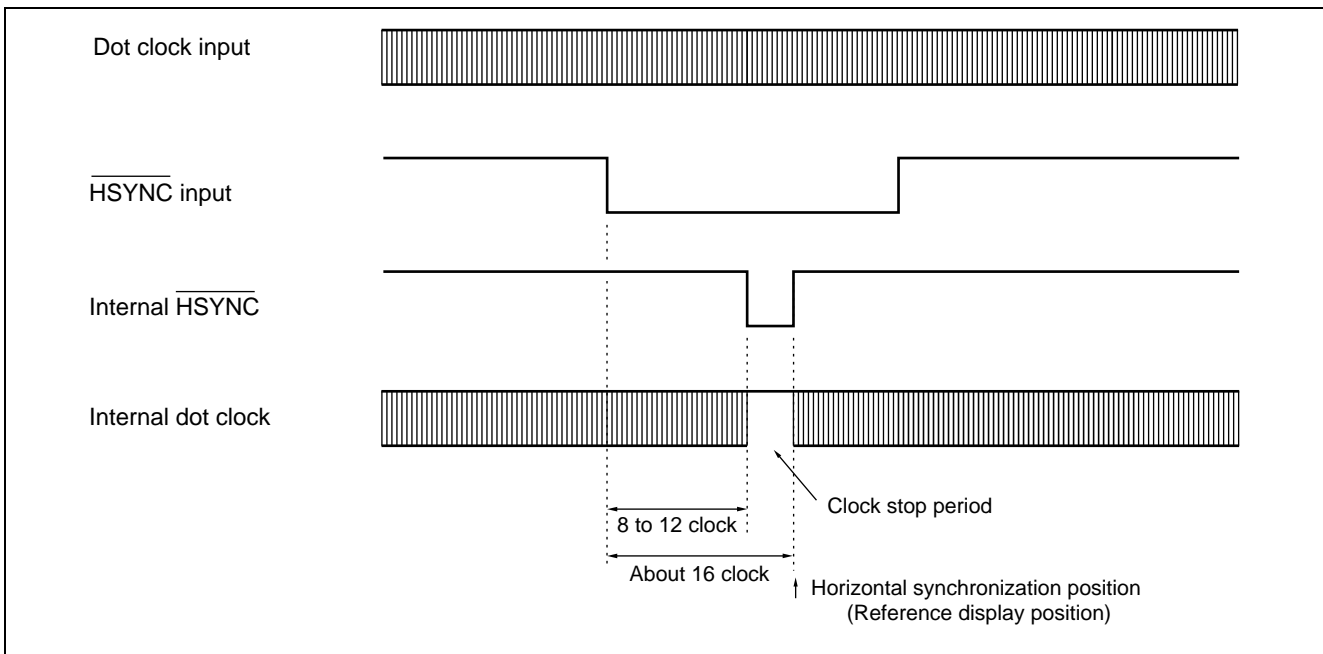 Dot clock input
HSYNC input
Internal HSYNC
Internal dot clock
Clock stop period
8 to 12 clock
About 16 clock
Horizontal synchronization position
(Reference display position)